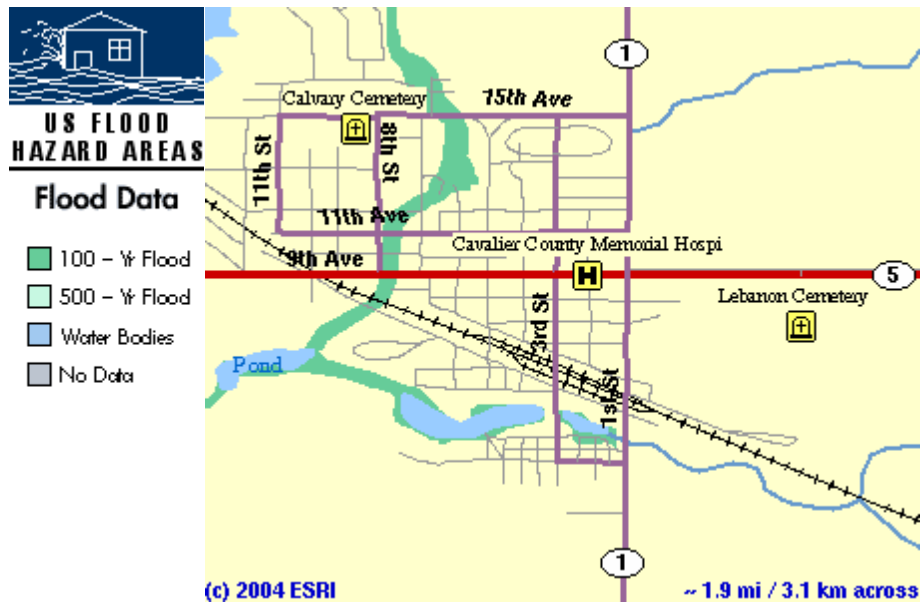 US FLOOD
HAZARD AREAS
Flood Data
100 - Yr Flood
500 - Yr Flood
Water Bodies
No Data
1
Calvary Cemetery
15th Ave
8th St
11th St
11th Ave
Cavalier County Memorial Hospi
9th Ave
H
5
Lebanon Cemetery
3rd St
Pond
1st St
1
(c) 2004 ESRI
~ 1.9 mi / 3.1 km across